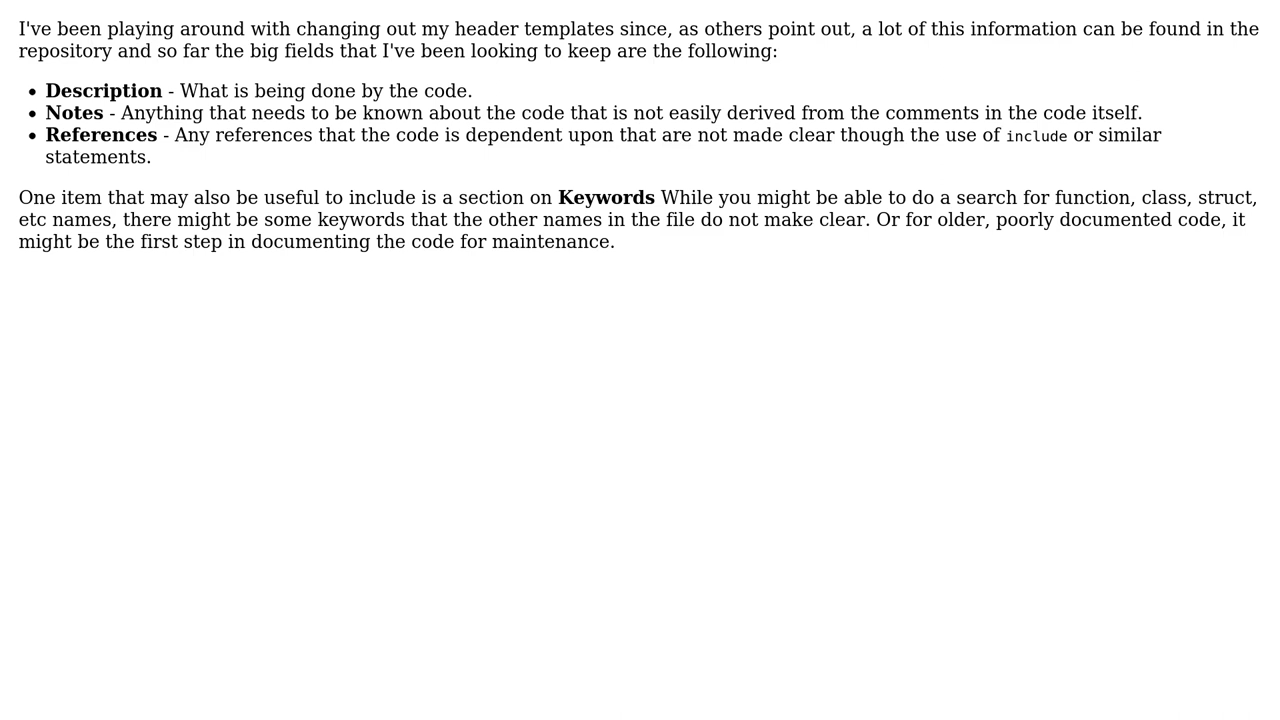 I've been playing around with changing out my header templates since, as others point out, a lot of this information can be found in the
repository and so far the big fields that I've been looking to keep are the following:
• Description - What is being done by the code.
• Notes - Anything that needs to be known about the code that is not easily derived from the comments in the code itself.
• References - Any references that the code is dependent upon that are not made clear though the use of include or similar
statements.
One item that may also be useful to include is a section on Keywords While you might be able to do a search for function, class, struct,
etc names, there might be some keywords that the other names in the file do not make clear. Or for older, poorly documented code, it
might be the first step in documenting the code for maintenance.